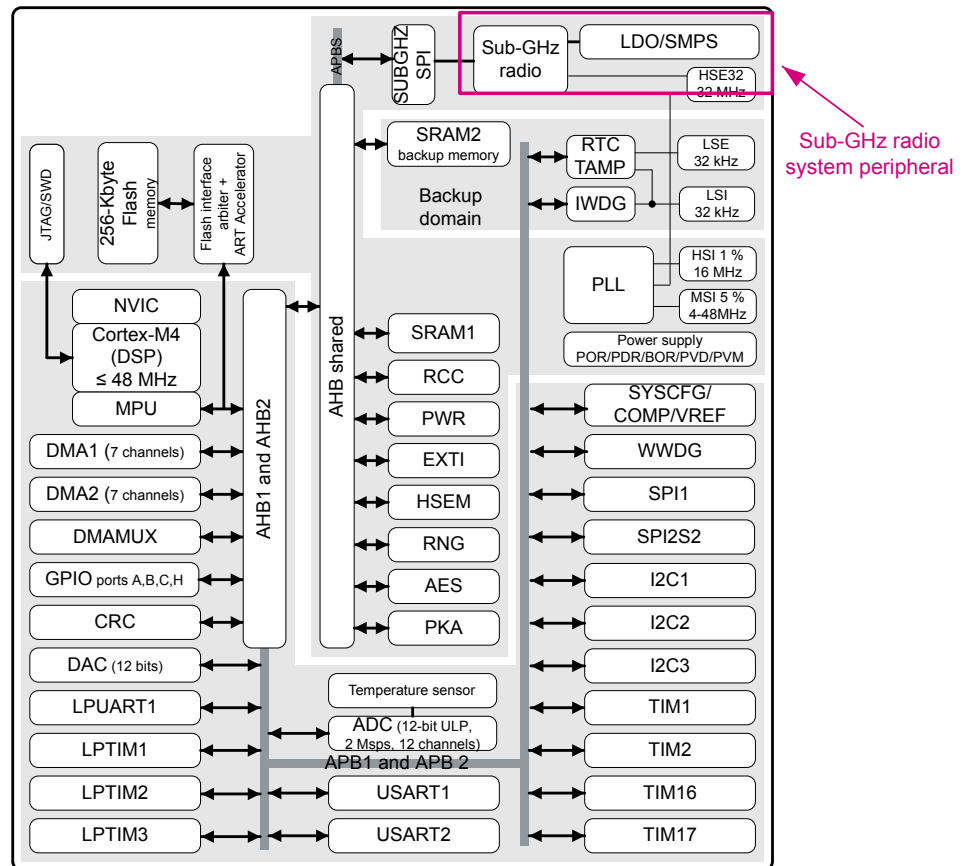 APBS
SUBGHZ
SPI
Sub-GHz
radio
LDO/SMPS
HSE32
32 MHz
Sub-GHz radio
system peripheral
JTAG/SWD
256-Kbyte
Flash
memory
Flash interface
arbiter +
ART Accelerator
SRAM2
backup memory
Backup
domain
RTC
TAMP
IWDG
LSE
32 kHz
LSI
32 kHz
PLL
HSI 1 %
16 MHz
MSI 5 %
4-48MHz
Power supply
POR/PDR/BOR/PVD/PVM
NVIC
Cortex-M4
(DSP)
≤ 48 MHz
MPU
DMA1 (7 channels)
DMA2 (7 channels)
DMAMUX
GPIO ports A,B,C,H
CRC
DAC (12 bits)
LPUART1
LPTIM1
LPTIM2
LPTIM3
AHB1 and AHB2
AHB shared
SRAM1
RCC
PWR
EXTI
HSEM
RNG
AES
PKA
Temperature sensor
ADC (12-bit ULP,
2 Msps, 12 channels)
APB1 and APB 2
USART1
USART2
SYSCFG/
COMP/VREF
WWDG
SPI1
SPI2S2
I2C1
I2C2
I2C3
TIM1
TIM2
TIM16
TIM17